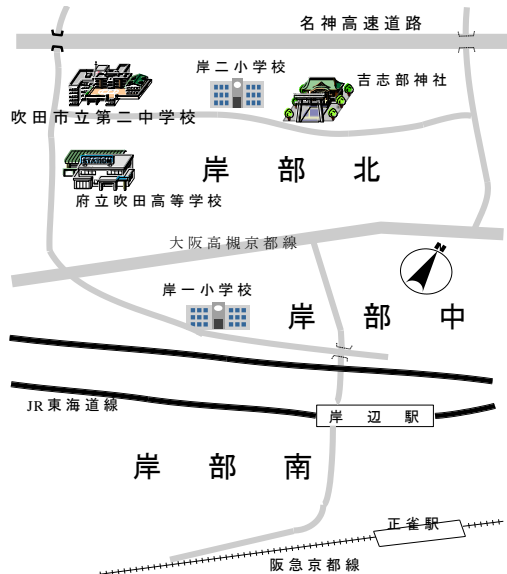 名神高速道路
岸二小学校
吉志部神社
吹田市立第二中学校
STATION
岸部北
府立吹田高等学校
大阪高槻京都線
N
岸一小学校
岸部中
JR東海道線
岸辺駅
岸部南
正雀駅
阪急京都線